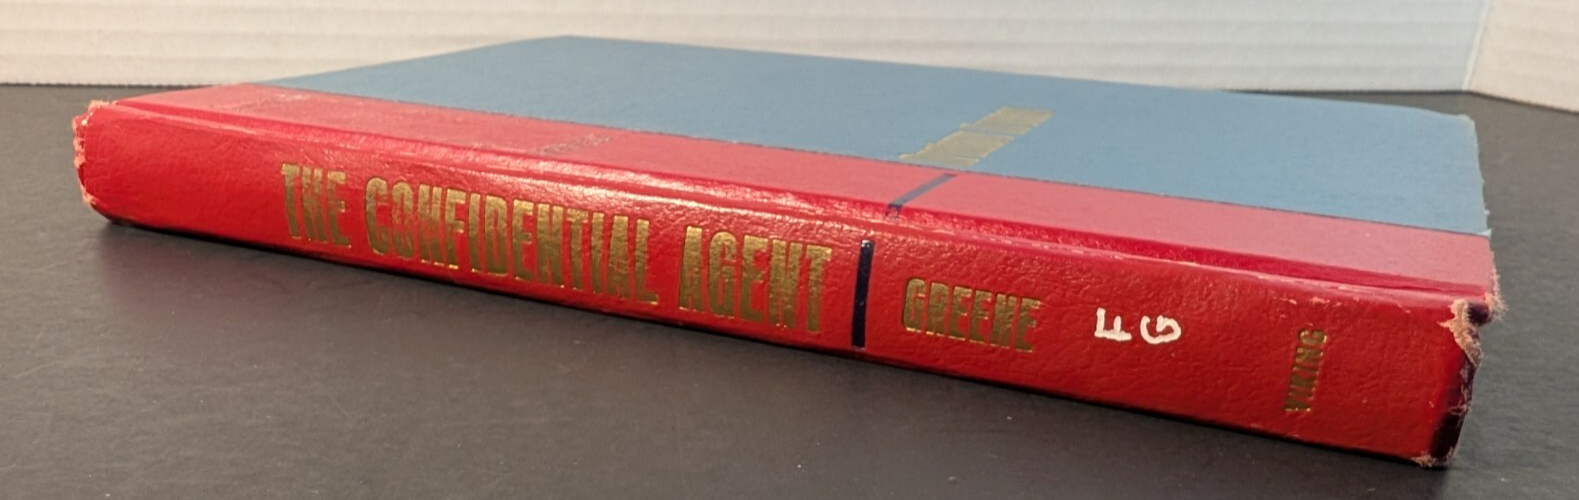 THE CONFIDENTIAL AGENT
GREENE
F
G
VIKING